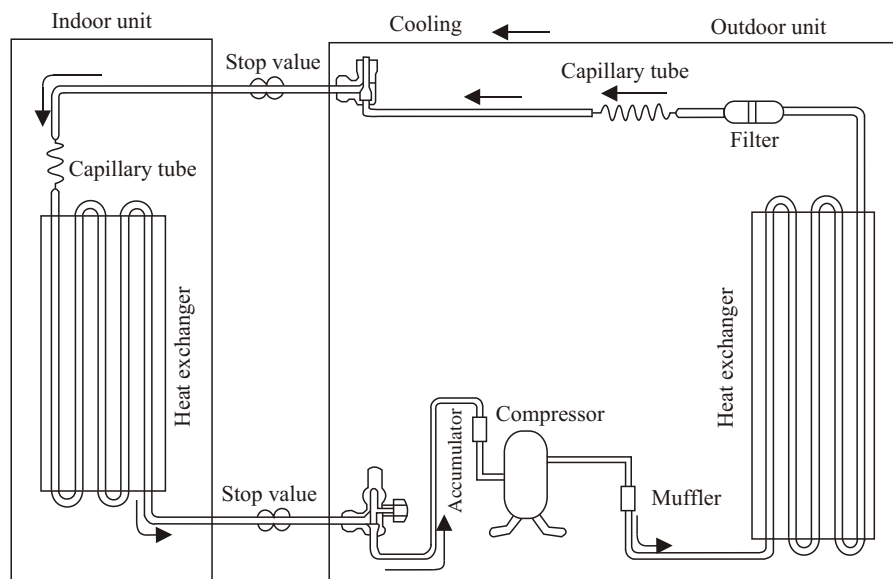 Indoor unit
Cooling
Outdoor unit
Stop value
Capillary tube
Filter
Capillary tube
Heat exchanger
Heat exchanger
Compressor
Accumulator
Stop value
Muffler